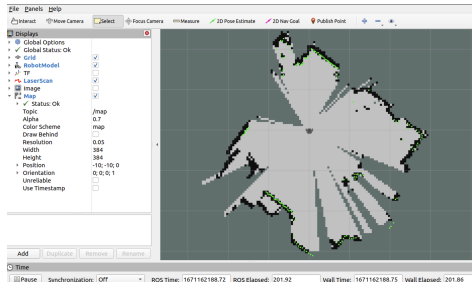 File Panels Help
Interact Move Camera Select Focus Camera Measure 2D Pose Estimate 2D Nav Goal Publish Point
Displays
Global Options
Global Status: Ok
Grid
RobotModel
TF
LaserScan
Image
Map
Status: Ok
Topic /map
Alpha 0.7
Color Scheme map
Draw Behind
Resolution 0.05
Width 384
Height 384
Position -10; -10; 0
Orientation 0; 0; 0; 1
Unreliable
Use Timestamp
Add Duplicate Remove Rename
Time
Pause Synchronization: Off ROS Time: 1671162188.72 ROS Elapsed: 201.92 Wall Time: 1671162188.75 Wall Elapsed: 201.86